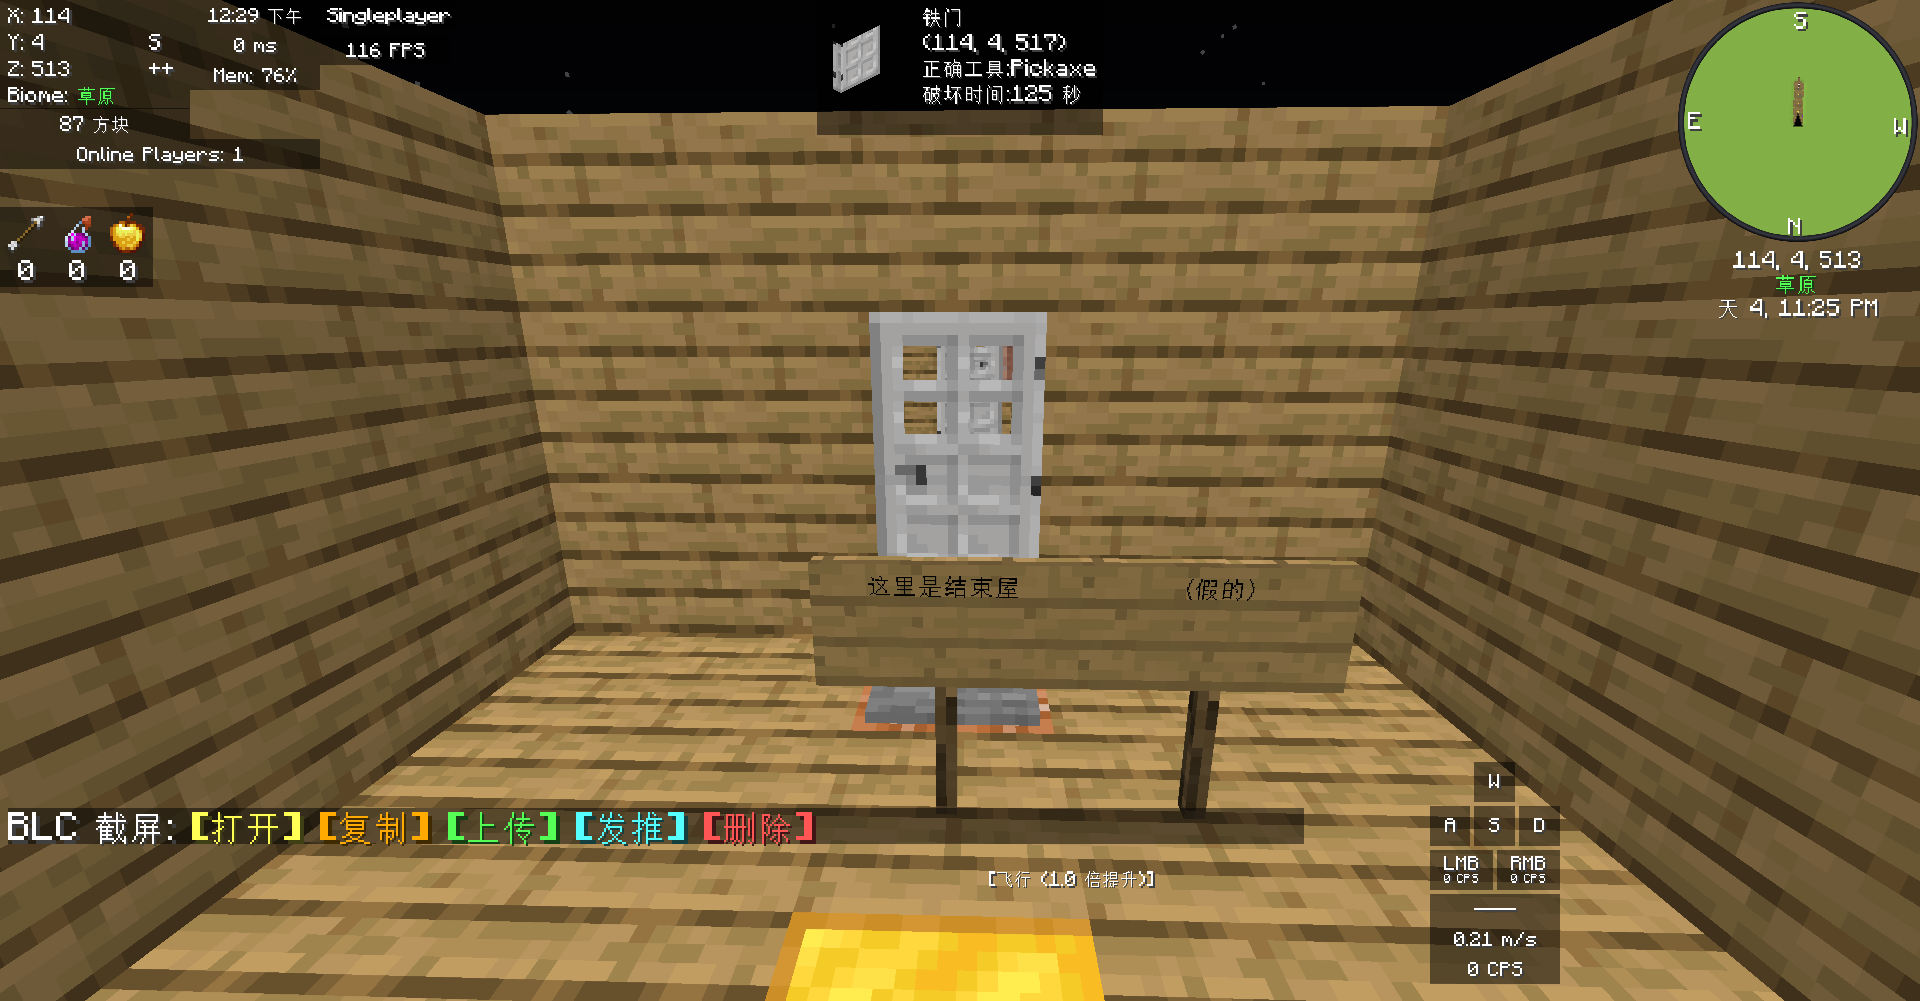 X: 114
Y: 4
Z: 513
S
++
Biome: 草原
87 方块
Online Players: 1
12:29 下午
0 ms
Mem: 76%
Singleplayer
116 FPS
铁门
(114, 4, 517)
正确工具:Pickaxe
破坏时间:125 秒
S
E
W
N
114, 4, 513
草原
天 4, 11:25 PM
0
0
0
这里是结束屋
(假的)
BLC 截屏: [打开] [复制] [上传] [发推] [删除]
[飞行 (1.0 倍提升)]
W
A
S
D
LMB
0 CPS
RMB
0 CPS
0.21 m/s
0 CPS